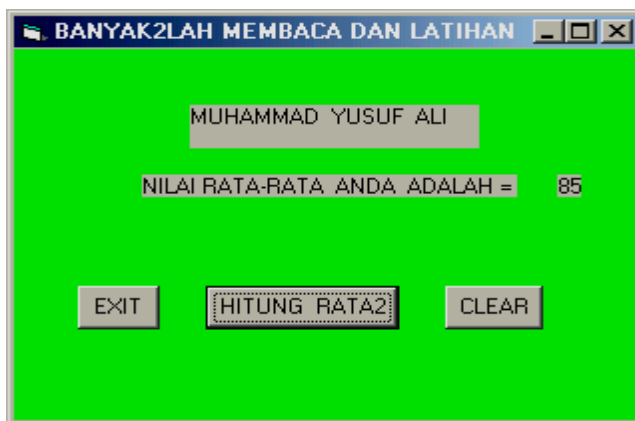 BANYAK2LAH MEMBACA DAN LATIHAN
MUHAMMAD YUSUF ALI
NILAI RATA-RATA ANDA ADALAH = 85
EXIT HITUNG RATA2 CLEAR